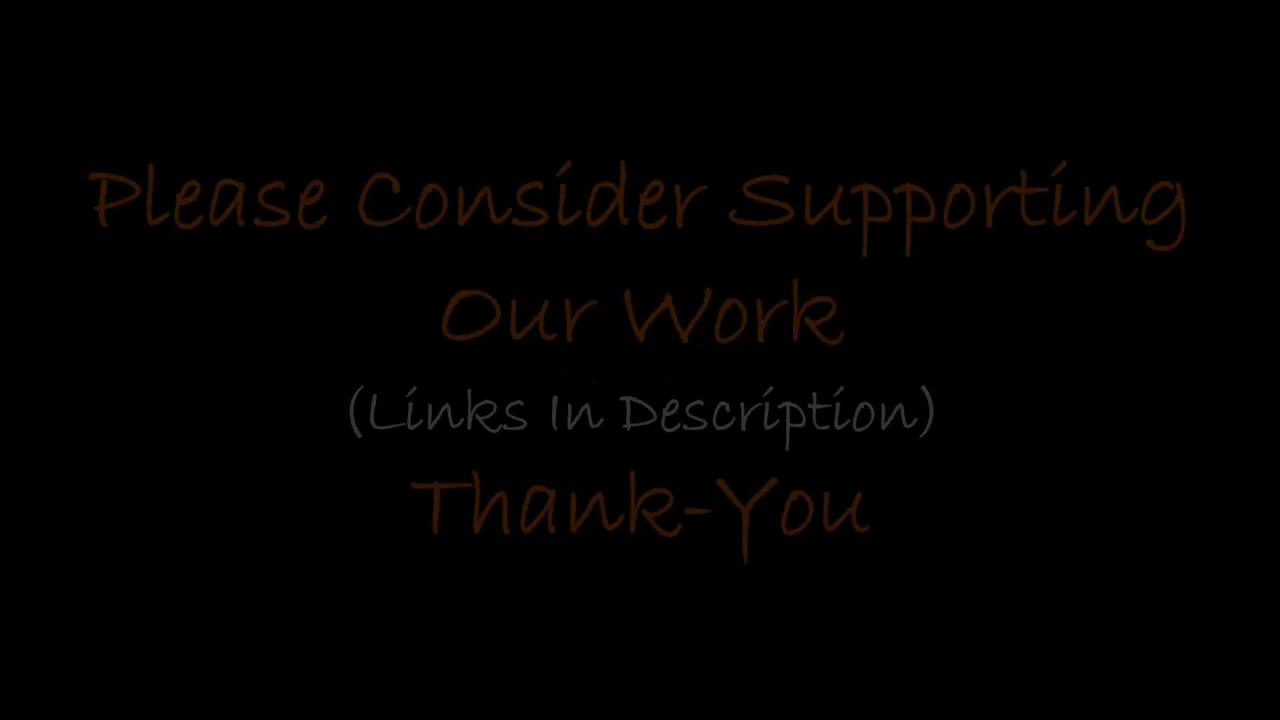 Please Consider Supporting
Our Work
(Links In Description)
Thank-You